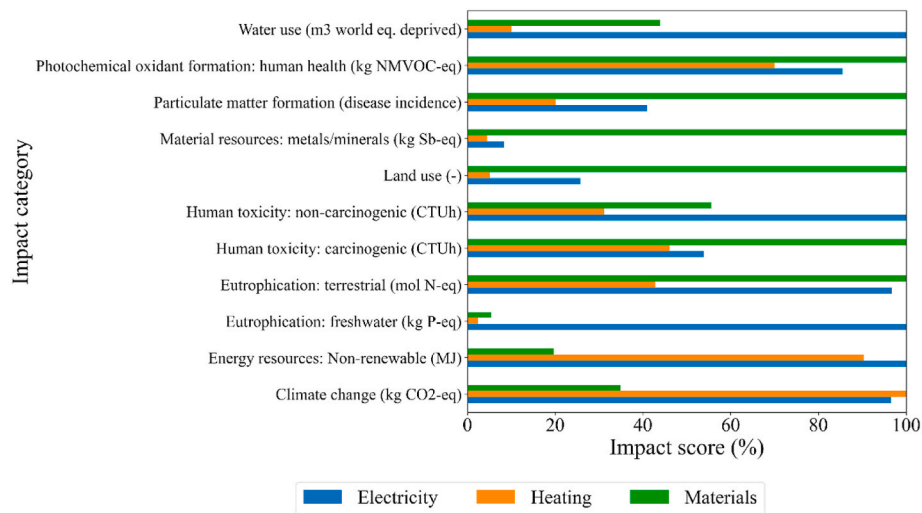 Impact category
Water use (m3 world eq. deprived)
Photochemical oxidant formation: human health (kg NMVOC-eq)
Particulate matter formation (disease incidence)
Material resources: metals/minerals (kg Sb-eq)
Land use (-)
Human toxicity: non-carcinogenic (CTUh)
Human toxicity: carcinogenic (CTUh)
Eutrophication: terrestrial (mol N-eq)
Eutrophication: freshwater (kg P-eq)
Energy resources: Non-renewable (MJ)
Climate change (kg CO2-eq)
0 20 40 60 80 100
Impact score (%)
Electricity Heating Materials